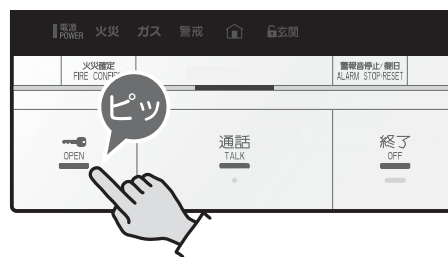 電源
POWER 火災 ガス 警戒 玄関
火災確定
FIRE CONFIR
警報音停止/復旧
ALARM STOP・RESET
ピッ
OPEN
通話
TALK
終了
OFF